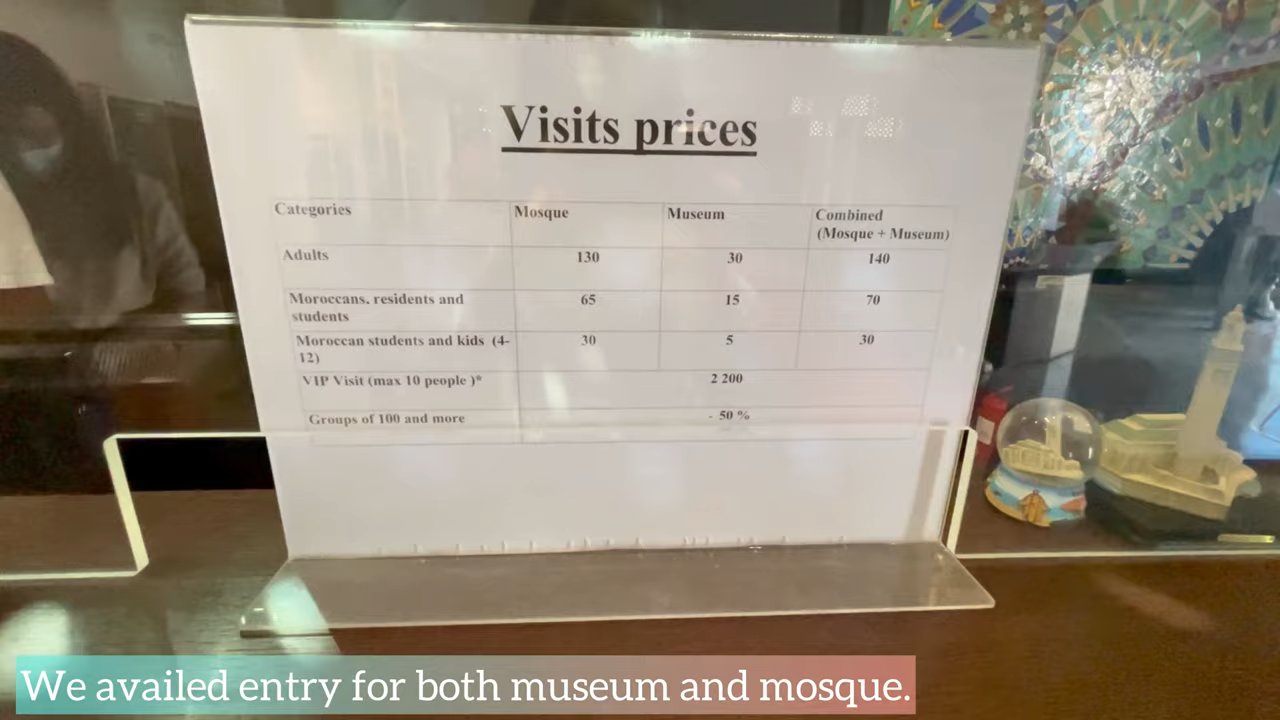 Visits prices
Categories Mosque Museum Combined
(Mosque + Museum)
Adults 130 30 140
Moroccans. residents and
students 65 15 70
Moroccan students and kids (4-
12) 30 5 30
VIP Visit (max 10 people )* 2 200
Groups of 100 and more - 50 %
We availed entry for both museum and mosque.